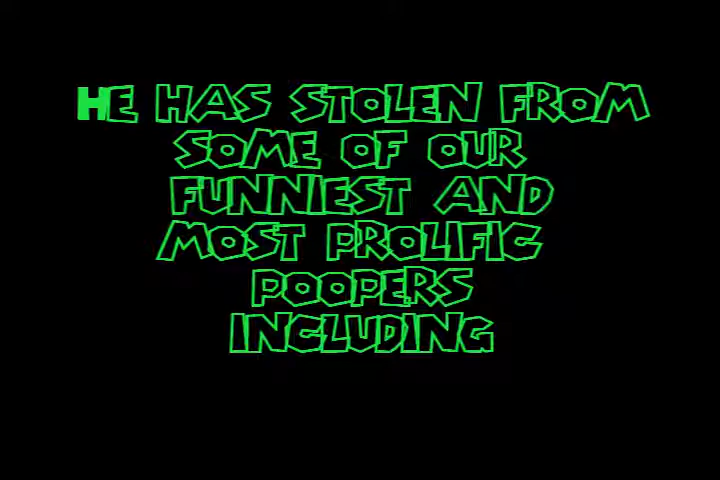 HE HAS STOLEN FROM
SOME OF OUR
FUNNIEST AND
MOST PROLIFIC
POOPERS
INCLUDING